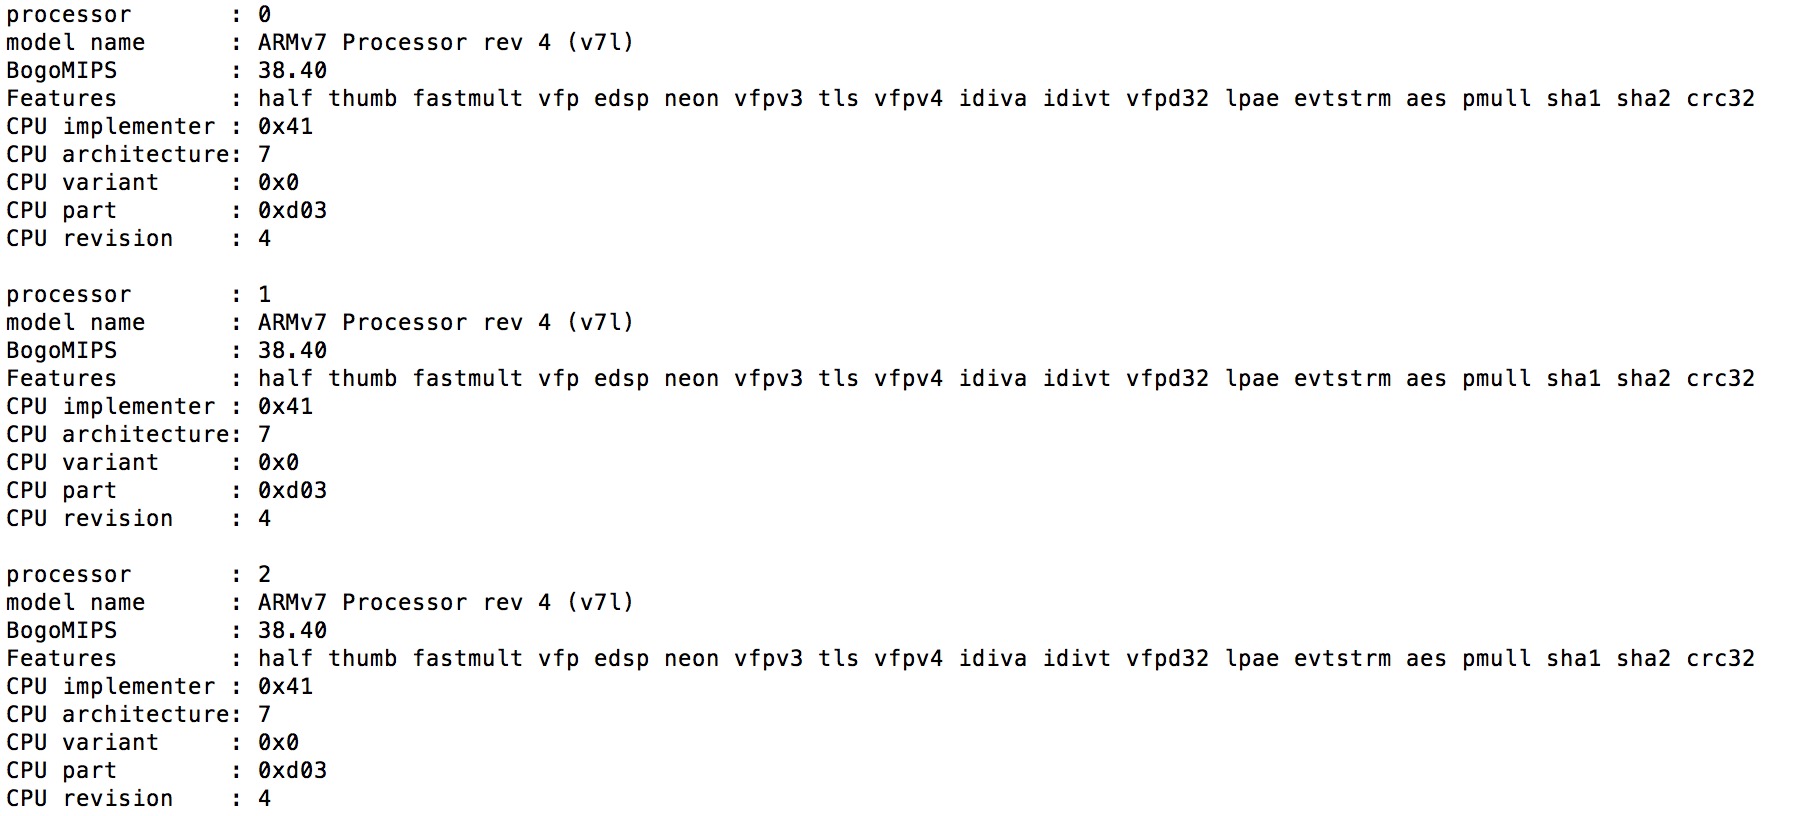 processor       : 0
model name      : ARMv7 Processor rev 4 (v7l)
BogoMIPS        : 38.40
Features        : half thumb fastmult vfp edsp neon vfpv3 tls vfpv4 idiva idivt vfpd32 lpae evtstrm aes pmull sha1 sha2 crc32
CPU implementer : 0x41
CPU architecture: 7
CPU variant     : 0x0
CPU part        : 0xd03
CPU revision    : 4

processor       : 1
model name      : ARMv7 Processor rev 4 (v7l)
BogoMIPS        : 38.40
Features        : half thumb fastmult vfp edsp neon vfpv3 tls vfpv4 idiva idivt vfpd32 lpae evtstrm aes pmull sha1 sha2 crc32
CPU implementer : 0x41
CPU architecture: 7
CPU variant     : 0x0
CPU part        : 0xd03
CPU revision    : 4

processor       : 2
model name      : ARMv7 Processor rev 4 (v7l)
BogoMIPS        : 38.40
Features        : half thumb fastmult vfp edsp neon vfpv3 tls vfpv4 idiva idivt vfpd32 lpae evtstrm aes pmull sha1 sha2 crc32
CPU implementer : 0x41
CPU architecture: 7
CPU variant     : 0x0
CPU part        : 0xd03
CPU revision    : 4